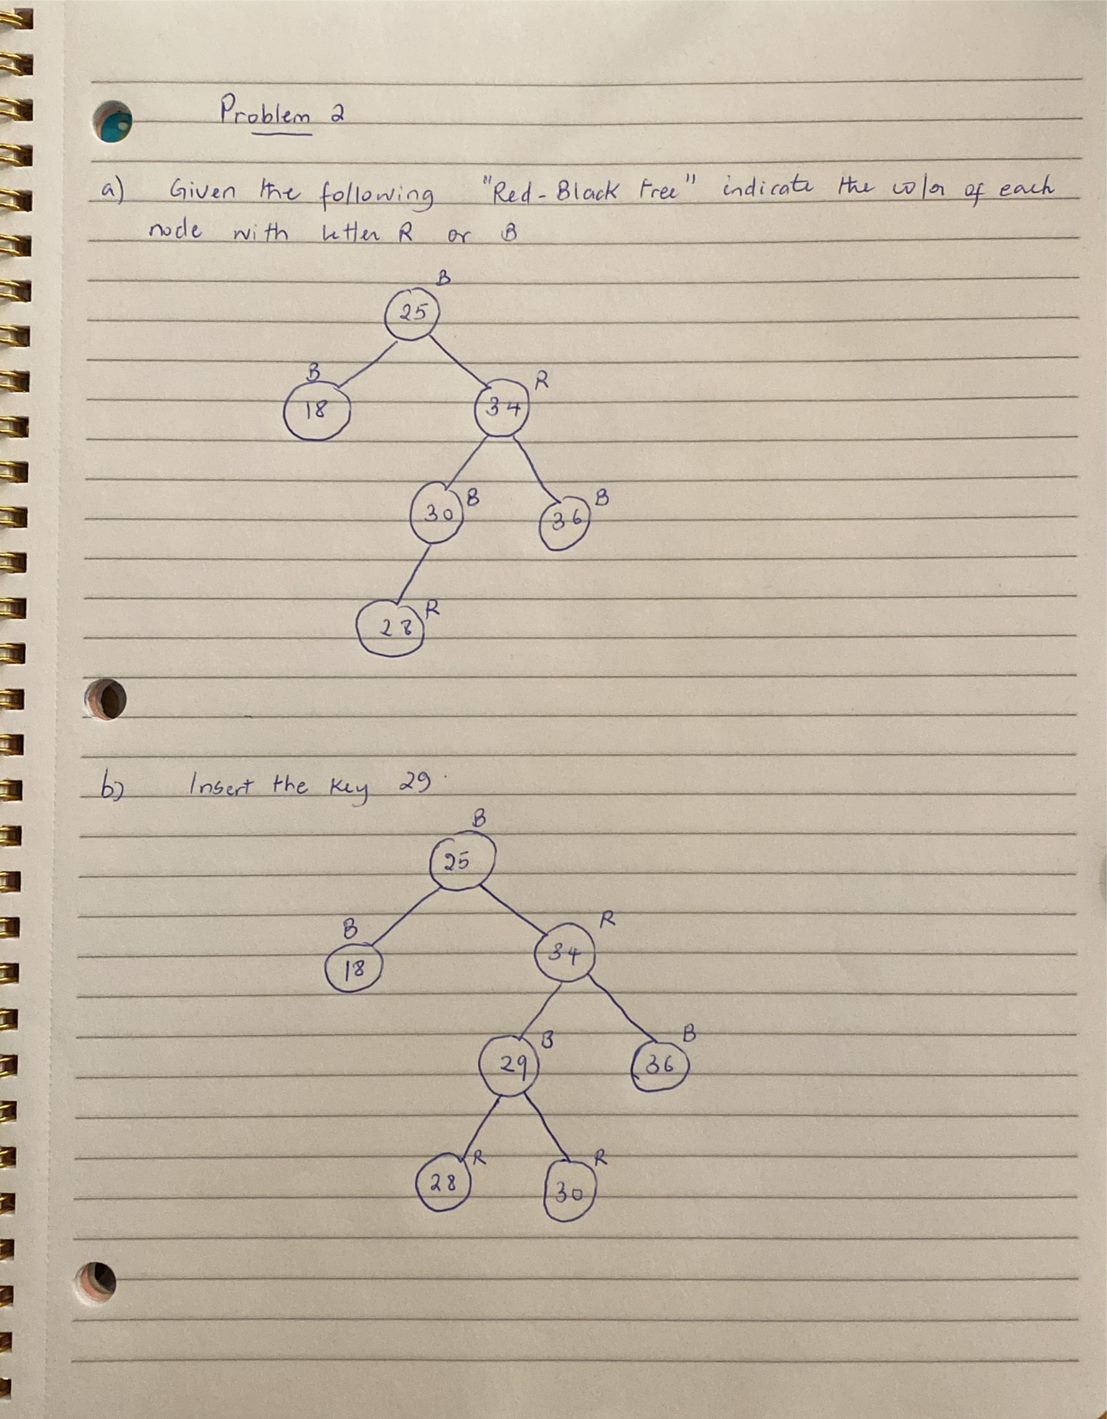 Problem 2
a) Given the following "Red-Black Tree" indicate the color of each
node with letter R or B
B
25
B
R
18
34
30 B
B
36
R
28
b) Insert the key 29.
B
25
R
B
34
18
B
B
29
36
R
R
28
30